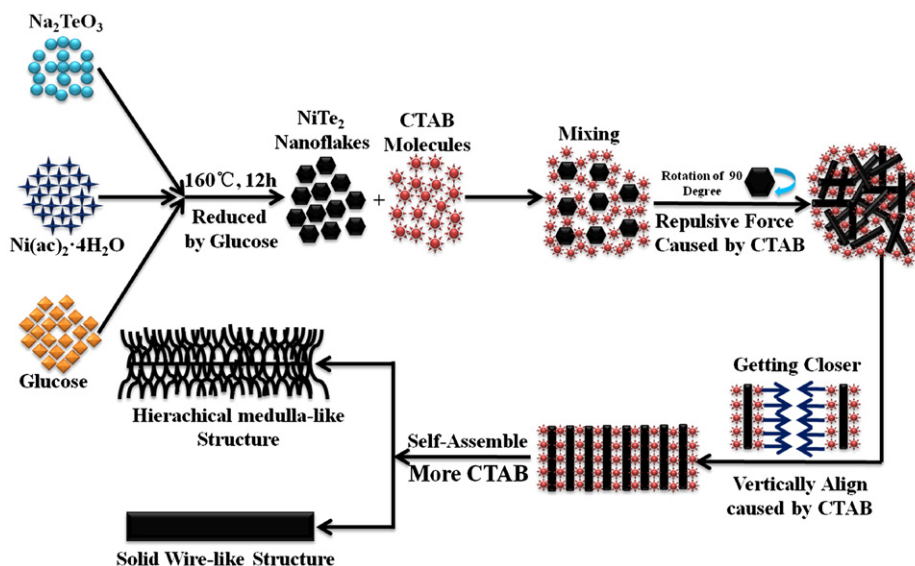 Na₂TeO₃
Ni(ac)₂·4H₂O
Glucose
160℃, 12h
Reduced
by Glucose
NiTe₂
Nanoflakes
+
CTAB
Molecules
Mixing
Rotation of 90
Degree
Repulsive Force
Caused by CTAB
Getting Closer
Vertically Align
caused by CTAB
Self-Assemble
More CTAB
Hierachical medulla-like
Structure
Solid Wire-like Structure